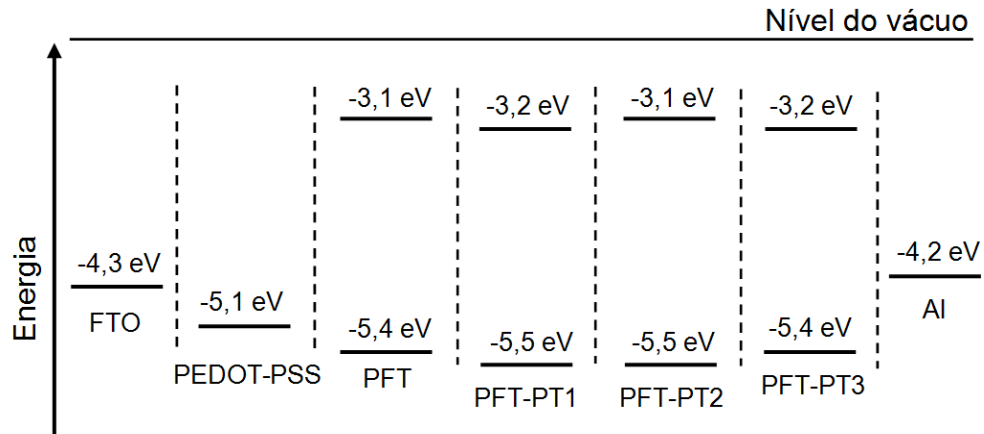 Nível do vácuo
-3,1 eV
-3,2 eV
-3,1 eV
-3,2 eV
Energia
-4,3 eV
FTO
-5,1 eV
PEDOT-PSS
-5,4 eV
PFT
-5,5 eV
PFT-PT1
-5,5 eV
PFT-PT2
-5,4 eV
PFT-PT3
-4,2 eV
Al